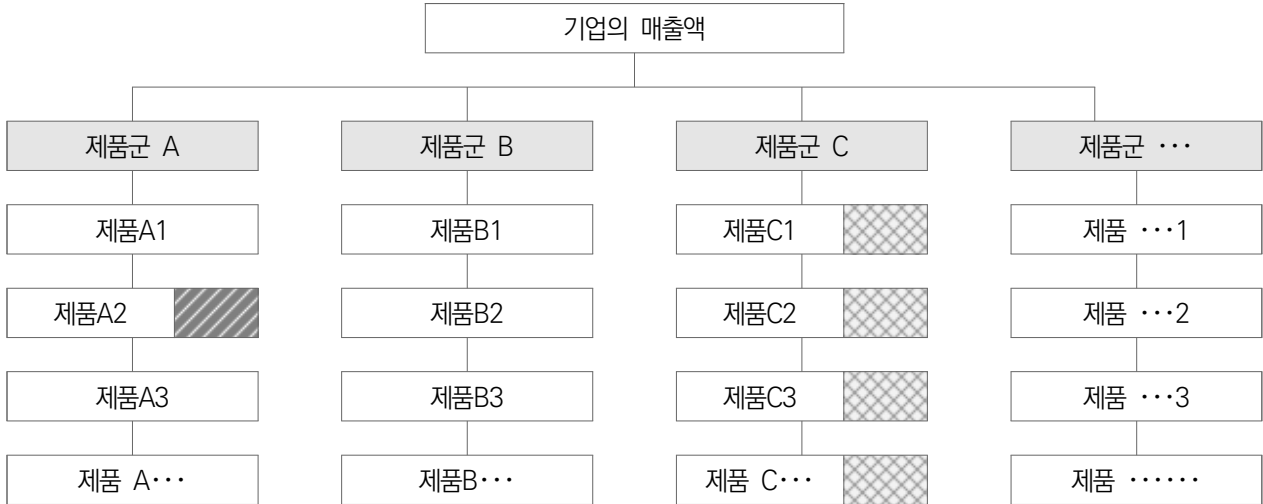 기업의 매출액
제품군 A
제품군 B
제품군 C
제품군 ···
제품A1
제품B1
제품C1
제품 ···1
제품A2
제품B2
제품C2
제품 ···2
제품A3
제품B3
제품C3
제품 ···3
제품 A···
제품B···
제품 C···
제품 ······